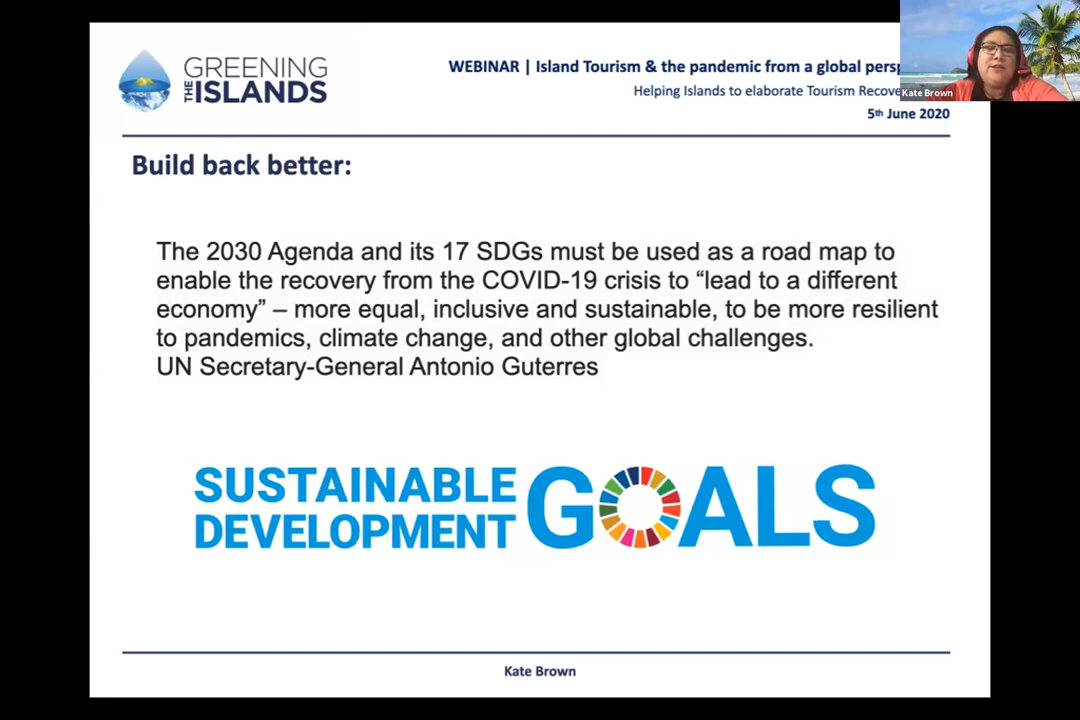 GREENING
THE ISLANDS
WEBINAR | Island Tourism & the pandemic from a global
Helping Islands to elaborate Tourism
5th June 2020
Kate Brown
Build back better:
The 2030 Agenda and its 17 SDGs must be used as a road map to
enable the recovery from the COVID-19 crisis to “lead to a different
economy” – more equal, inclusive and sustainable, to be more resilient
to pandemics, climate change, and other global challenges.
UN Secretary-General Antonio Guterres
SUSTAINABLE
DEVELOPMENT
GOALS
Kate Brown